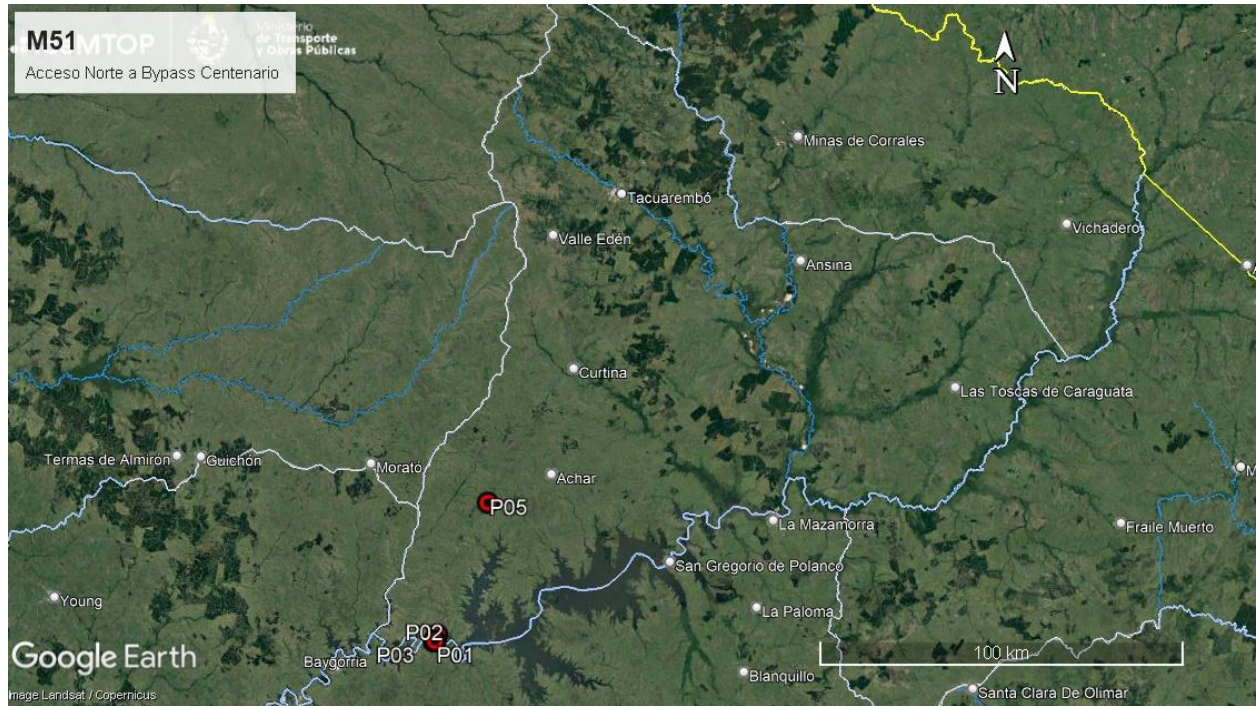 M51
Acceso Norte a Bypass Centenario
MTOP
Ministerio
de Transporte
y Obras Públicas
N
Minas de Corrales
Tacuarembó
Vichadero
Valle Edén
Ansina
Curtina
Las Toscas de Caraguata
Termas de Almirón
Guichón
Morató
Achar
M
P05
La Mazamorra
Fraile Muerto
San Gregorio de Polanco
Young
La Paloma
P02
Baygorria
P03
P01
100 km
Google Earth
Blanquillo
Image Landsat / Copernicus
Santa Clara De Olimar